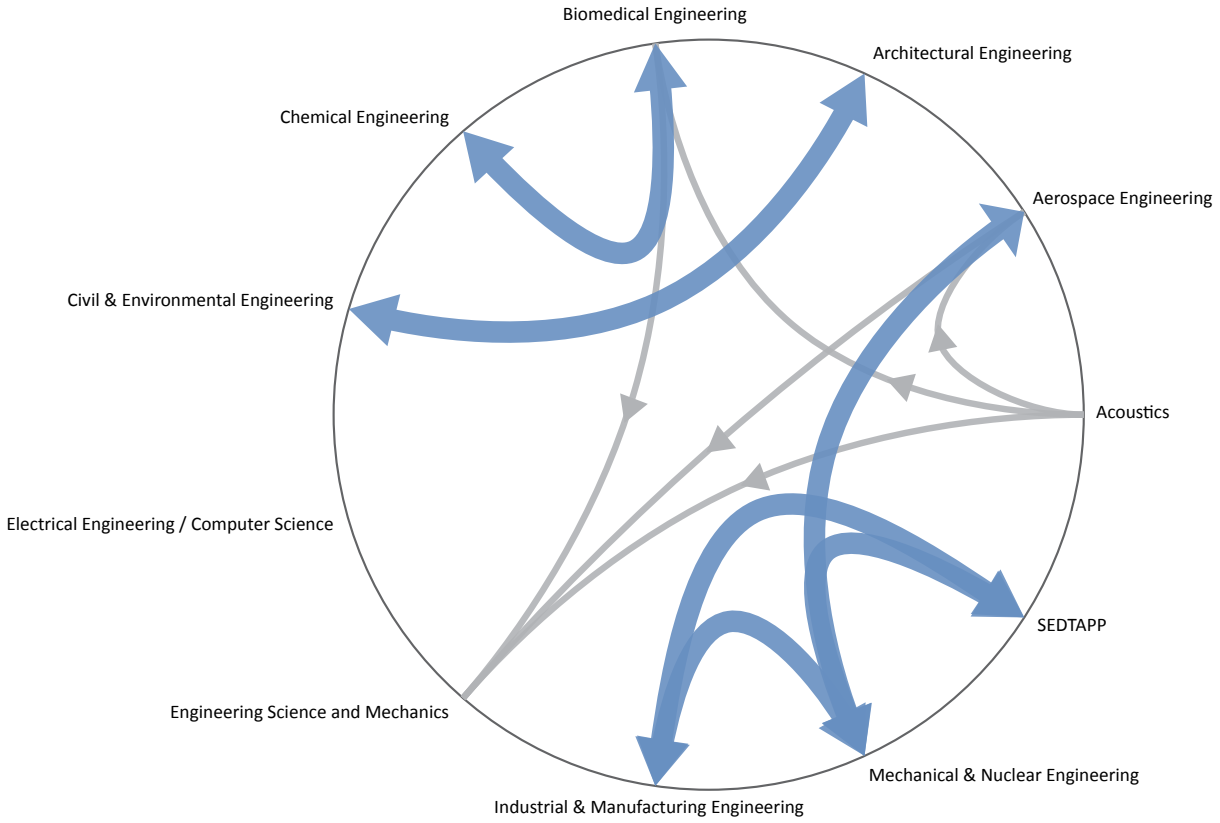 Biomedical Engineering
Architectural Engineering
Chemical Engineering
Aerospace Engineering
Civil & Environmental Engineering
Acoustics
Electrical Engineering / Computer Science
SEDTAPP
Engineering Science and Mechanics
Mechanical & Nuclear Engineering
Industrial & Manufacturing Engineering